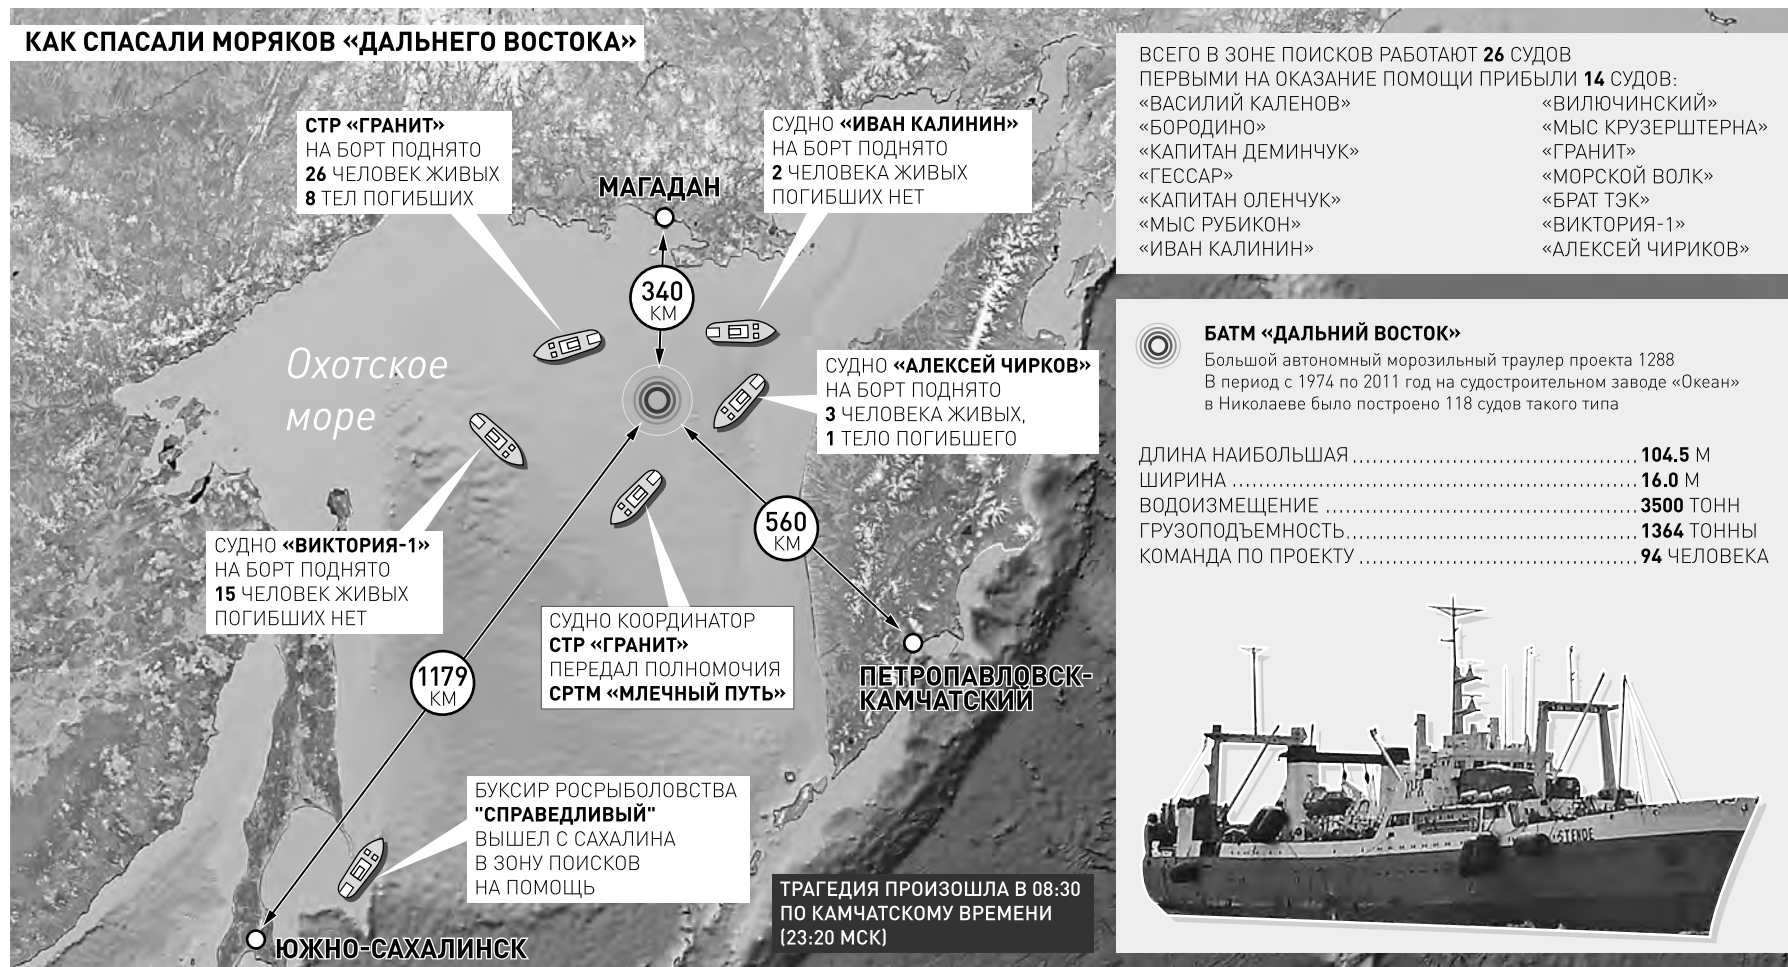 КАК СПАСАЛИ МОРЯКОВ «ДАЛЬНЕГО ВОСТОКА»
СТР «ГРАНИТ»
НА БОРТ ПОДНЯТО
26 ЧЕЛОВЕК ЖИВЫХ
8 ТЕЛ ПОГИБШИХ
МАГАДАН
СУДНО «ИВАН КАЛИНИН»
НА БОРТ ПОДНЯТО
2 ЧЕЛОВЕКА ЖИВЫХ
ПОГИБШИХ НЕТ
340
КМ
Охотское
море
СУДНО «АЛЕКСЕЙ ЧИРКОВ»
НА БОРТ ПОДНЯТО
3 ЧЕЛОВЕКА ЖИВЫХ,
1 ТЕЛО ПОГИБШЕГО
560
КМ
СУДНО «ВИКТОРИЯ-1»
НА БОРТ ПОДНЯТО
15 ЧЕЛОВЕК ЖИВЫХ
ПОГИБШИХ НЕТ
СУДНО КООРДИНАТОР
СТР «ГРАНИТ»
ПЕРЕДАЛ ПОЛНОМОЧИЯ
СРТМ «МЛЕЧНЫЙ ПУТЬ»
1179
КМ
ПЕТРОПАВЛОВСК-
КАМЧАТСКИЙ
БУКСИР РОСРЫБОЛОВСТВА
"СПРАВЕДЛИВЫЙ"
ВЫШЕЛ С САХАЛИНА
В ЗОНУ ПОИСКОВ
НА ПОМОЩЬ
ЮЖНО-САХАЛИНСК
ТРАГЕДИЯ ПРОИЗОШЛА В 08:30
ПО КАМЧАТСКОМУ ВРЕМЕНИ
(23:20 МСК)
ВСЕГО В ЗОНЕ ПОИСКОВ РАБОТАЮТ 26 СУДОВ
ПЕРВЫМИ НА ОКАЗАНИЕ ПОМОЩИ ПРИБЫЛИ 14 СУДОВ:
«ВАСИЛИЙ КАЛЕНОВ»
«БОРОДИНО»
«КАПИТАН ДЕМИНЧУК»
«ГЕССАР»
«КАПИТАН ОЛЕНЧУК»
«МЫС РУБИКОН»
«ИВАН КАЛИНИН»
«ВИЛЮЧИНСКИЙ»
«МЫС КРУЗЕРШТЕРНА»
«ГРАНИТ»
«МОРСКОЙ ВОЛК»
«БРАТ ТЭК»
«ВИКТОРИЯ-1»
«АЛЕКСЕЙ ЧИРИКОВ»
БАТМ «ДАЛЬНИЙ ВОСТОК»
Большой автономный морозильный траулер проекта 1288
В период с 1974 по 2011 год на судостроительном заводе «Океан»
в Николаеве было построено 118 судов такого типа
ДЛИНА НАИБОЛЬШАЯ 104.5 М
ШИРИНА 16.0 М
ВОДОИЗМЕЩЕНИЕ 3500 ТОНН
ГРУЗОПОДЪЕМНОСТЬ 1364 ТОННЫ
КОМАНДА ПО ПРОЕКТУ 94 ЧЕЛОВЕКА
STENDE